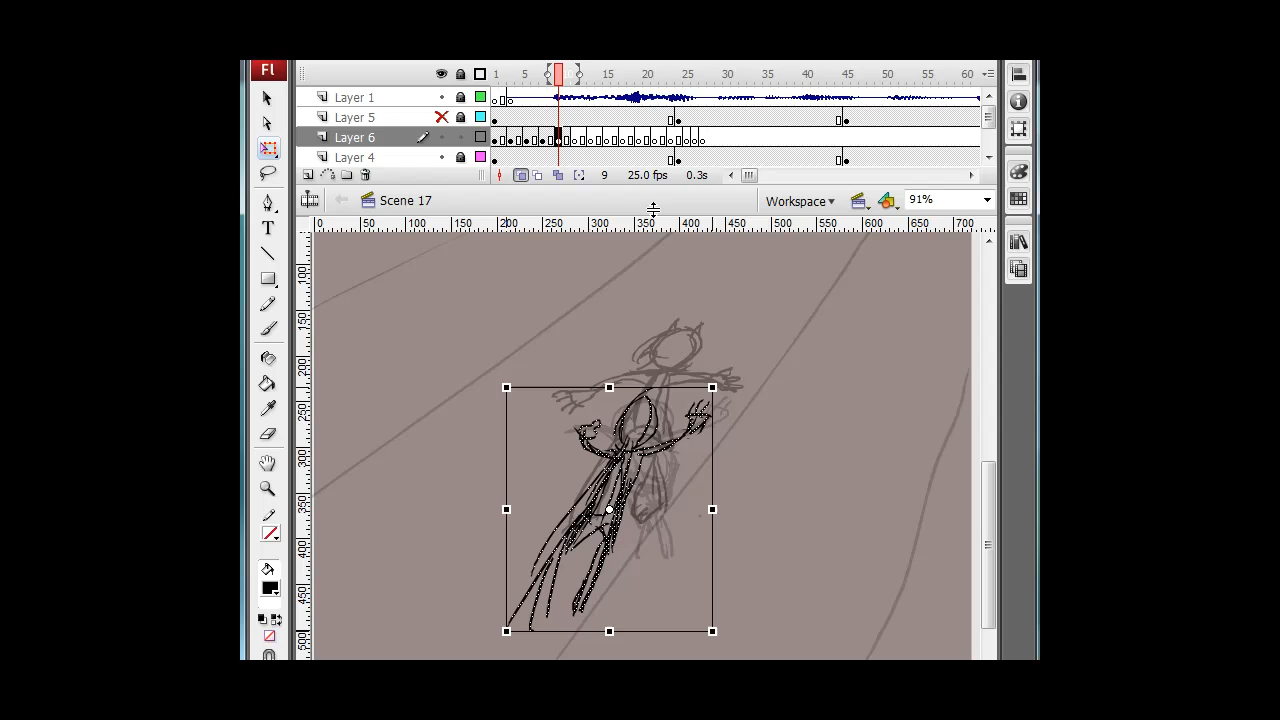 Fl
1 5 10 15 20 25 30 35 40 45 50 55 60
Layer 1
Layer 5
Layer 6
Layer 4
9 25.0 fps 0.3s
Scene 17 Workspace 91%
0 50 100 150 200 250 300 350 400 450 500 550 600 650 700
100
150
200
250
300
350
400
450
500
T